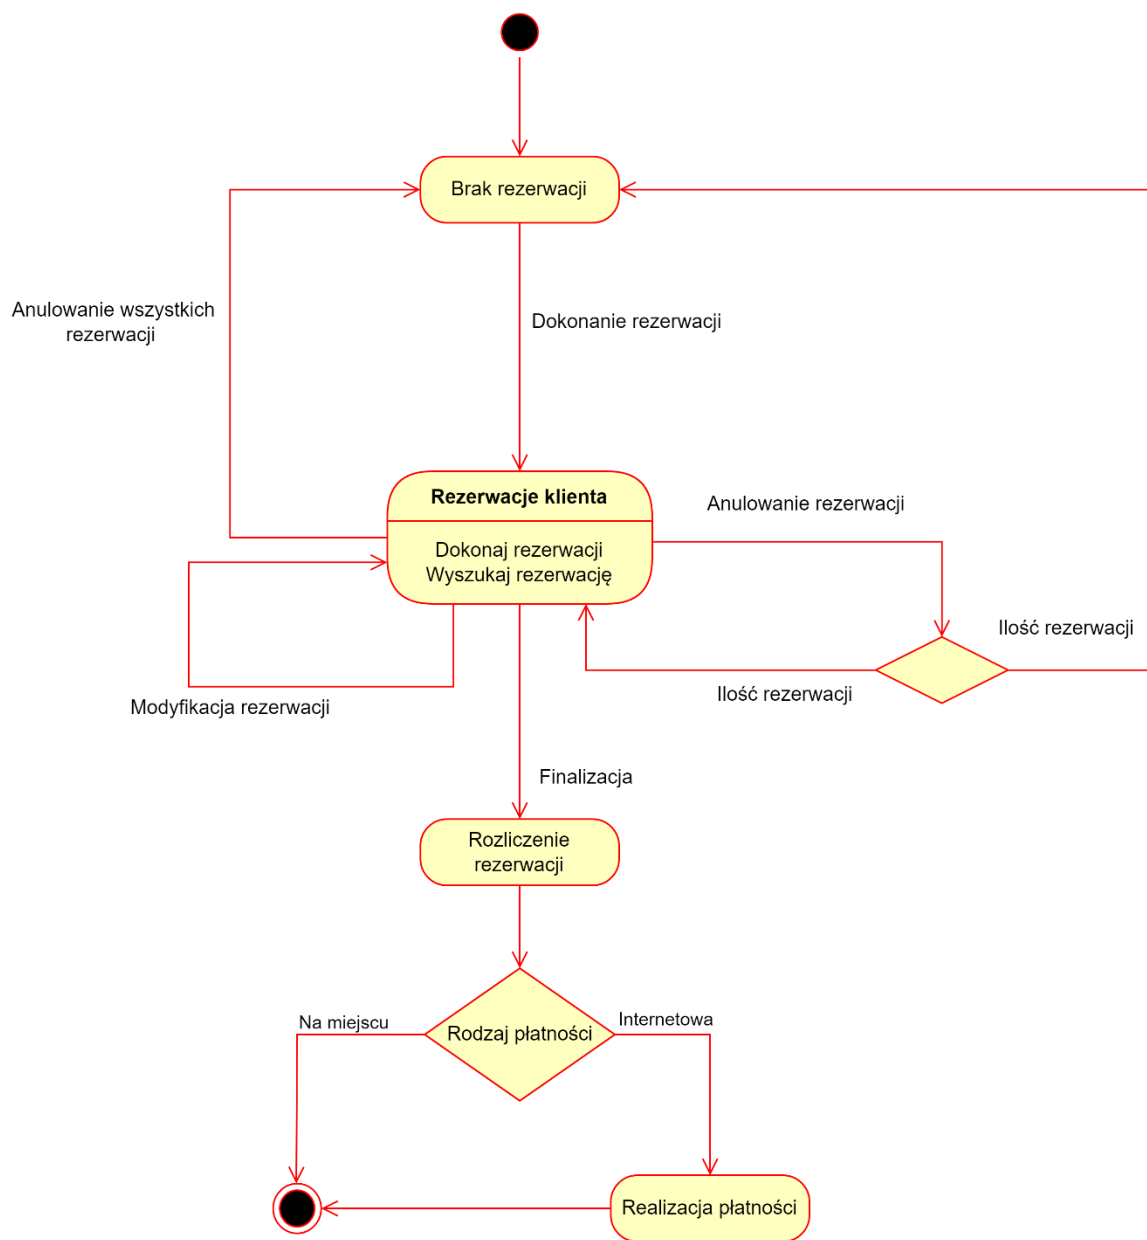 Brak rezerwacji
Anulowanie wszystkich
rezerwacji
Dokonanie rezerwacji
Rezerwacje klienta
Dokonaj rezerwacji
Wyszukaj rezerwację
Anulowanie rezerwacji
Ilość rezerwacji
Ilość rezerwacji
Modyfikacja rezerwacji
Finalizacja
Rozliczenie
rezerwacji
Na miejscu
Internetowa
Rodzaj płatności
Realizacja płatności